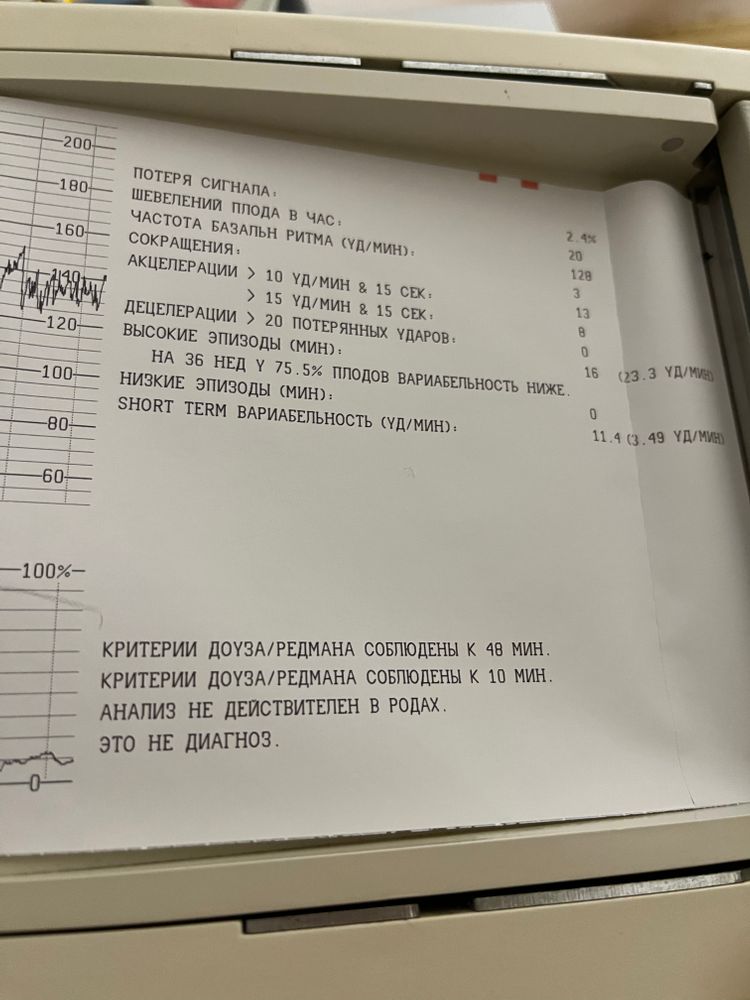 200
180
160
140
120
100
80
60
100%
0
ПОТЕРЯ СИГНАЛА: 2.4%
ШЕВЕЛЕНИЙ ПЛОДА В ЧАС: 20
ЧАСТОТА БАЗАЛЬН РИТМА (УД/МИН): 128
СОКРАЩЕНИЯ: 3
АКЦЕЛЕРАЦИИ > 10 УД/МИН & 15 СЕК: 13
> 15 УД/МИН & 15 СЕК: 8
ДЕЦЕЛЕРАЦИИ > 20 ПОТЕРЯННЫХ УДАРОВ: 0
ВЫСОКИЕ ЭПИЗОДЫ (МИН): 16 (23.3 УД/МИН)
НА 36 НЕД У 75.5% ПЛОДОВ ВАРИАБЕЛЬНОСТЬ НИЖЕ.
НИЗКИЕ ЭПИЗОДЫ (МИН): 0
SHORT TERM ВАРИАБЕЛЬНОСТЬ (УД/МИН): 11.4 (3.49 УД/МИН)
КРИТЕРИИ ДОУЗА/РЕДМАНА СОБЛЮДЕНЫ К 48 МИН.
КРИТЕРИИ ДОУЗА/РЕДМАНА СОБЛЮДЕНЫ К 10 МИН.
АНАЛИЗ НЕ ДЕЙСТВИТЕЛЕН В РОДАХ.
ЭТО НЕ ДИАГНОЗ.